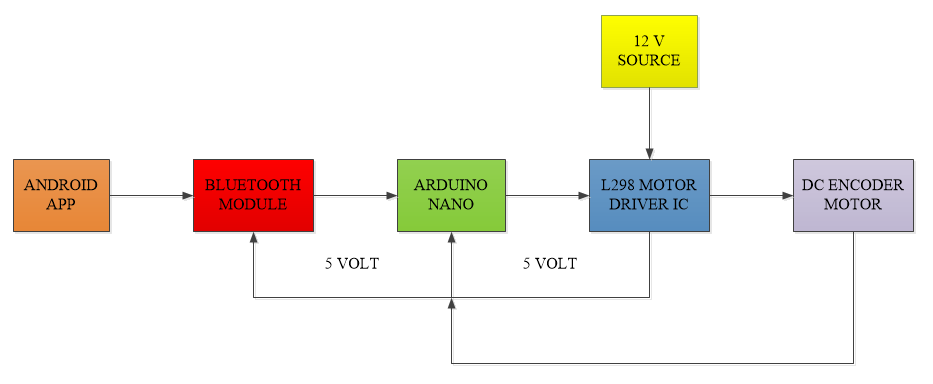 12 V
SOURCE
ANDROID
APP
BLUETOOTH
MODULE
ARDUINO
NANO
L298 MOTOR
DRIVER IC
DC ENCODER
MOTOR
5 VOLT
5 VOLT